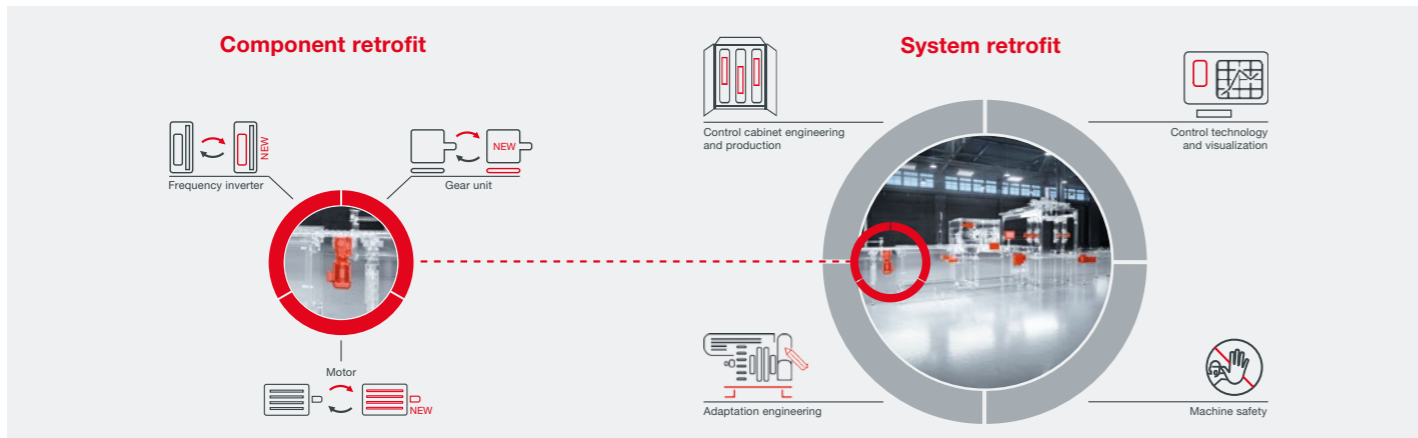 Component retrofit
NEW
Frequency inverter
NEW
Gear unit
Motor
NEW
System retrofit
Control cabinet engineering
and production
Control technology
and visualization
Adaptation engineering
Machine safety